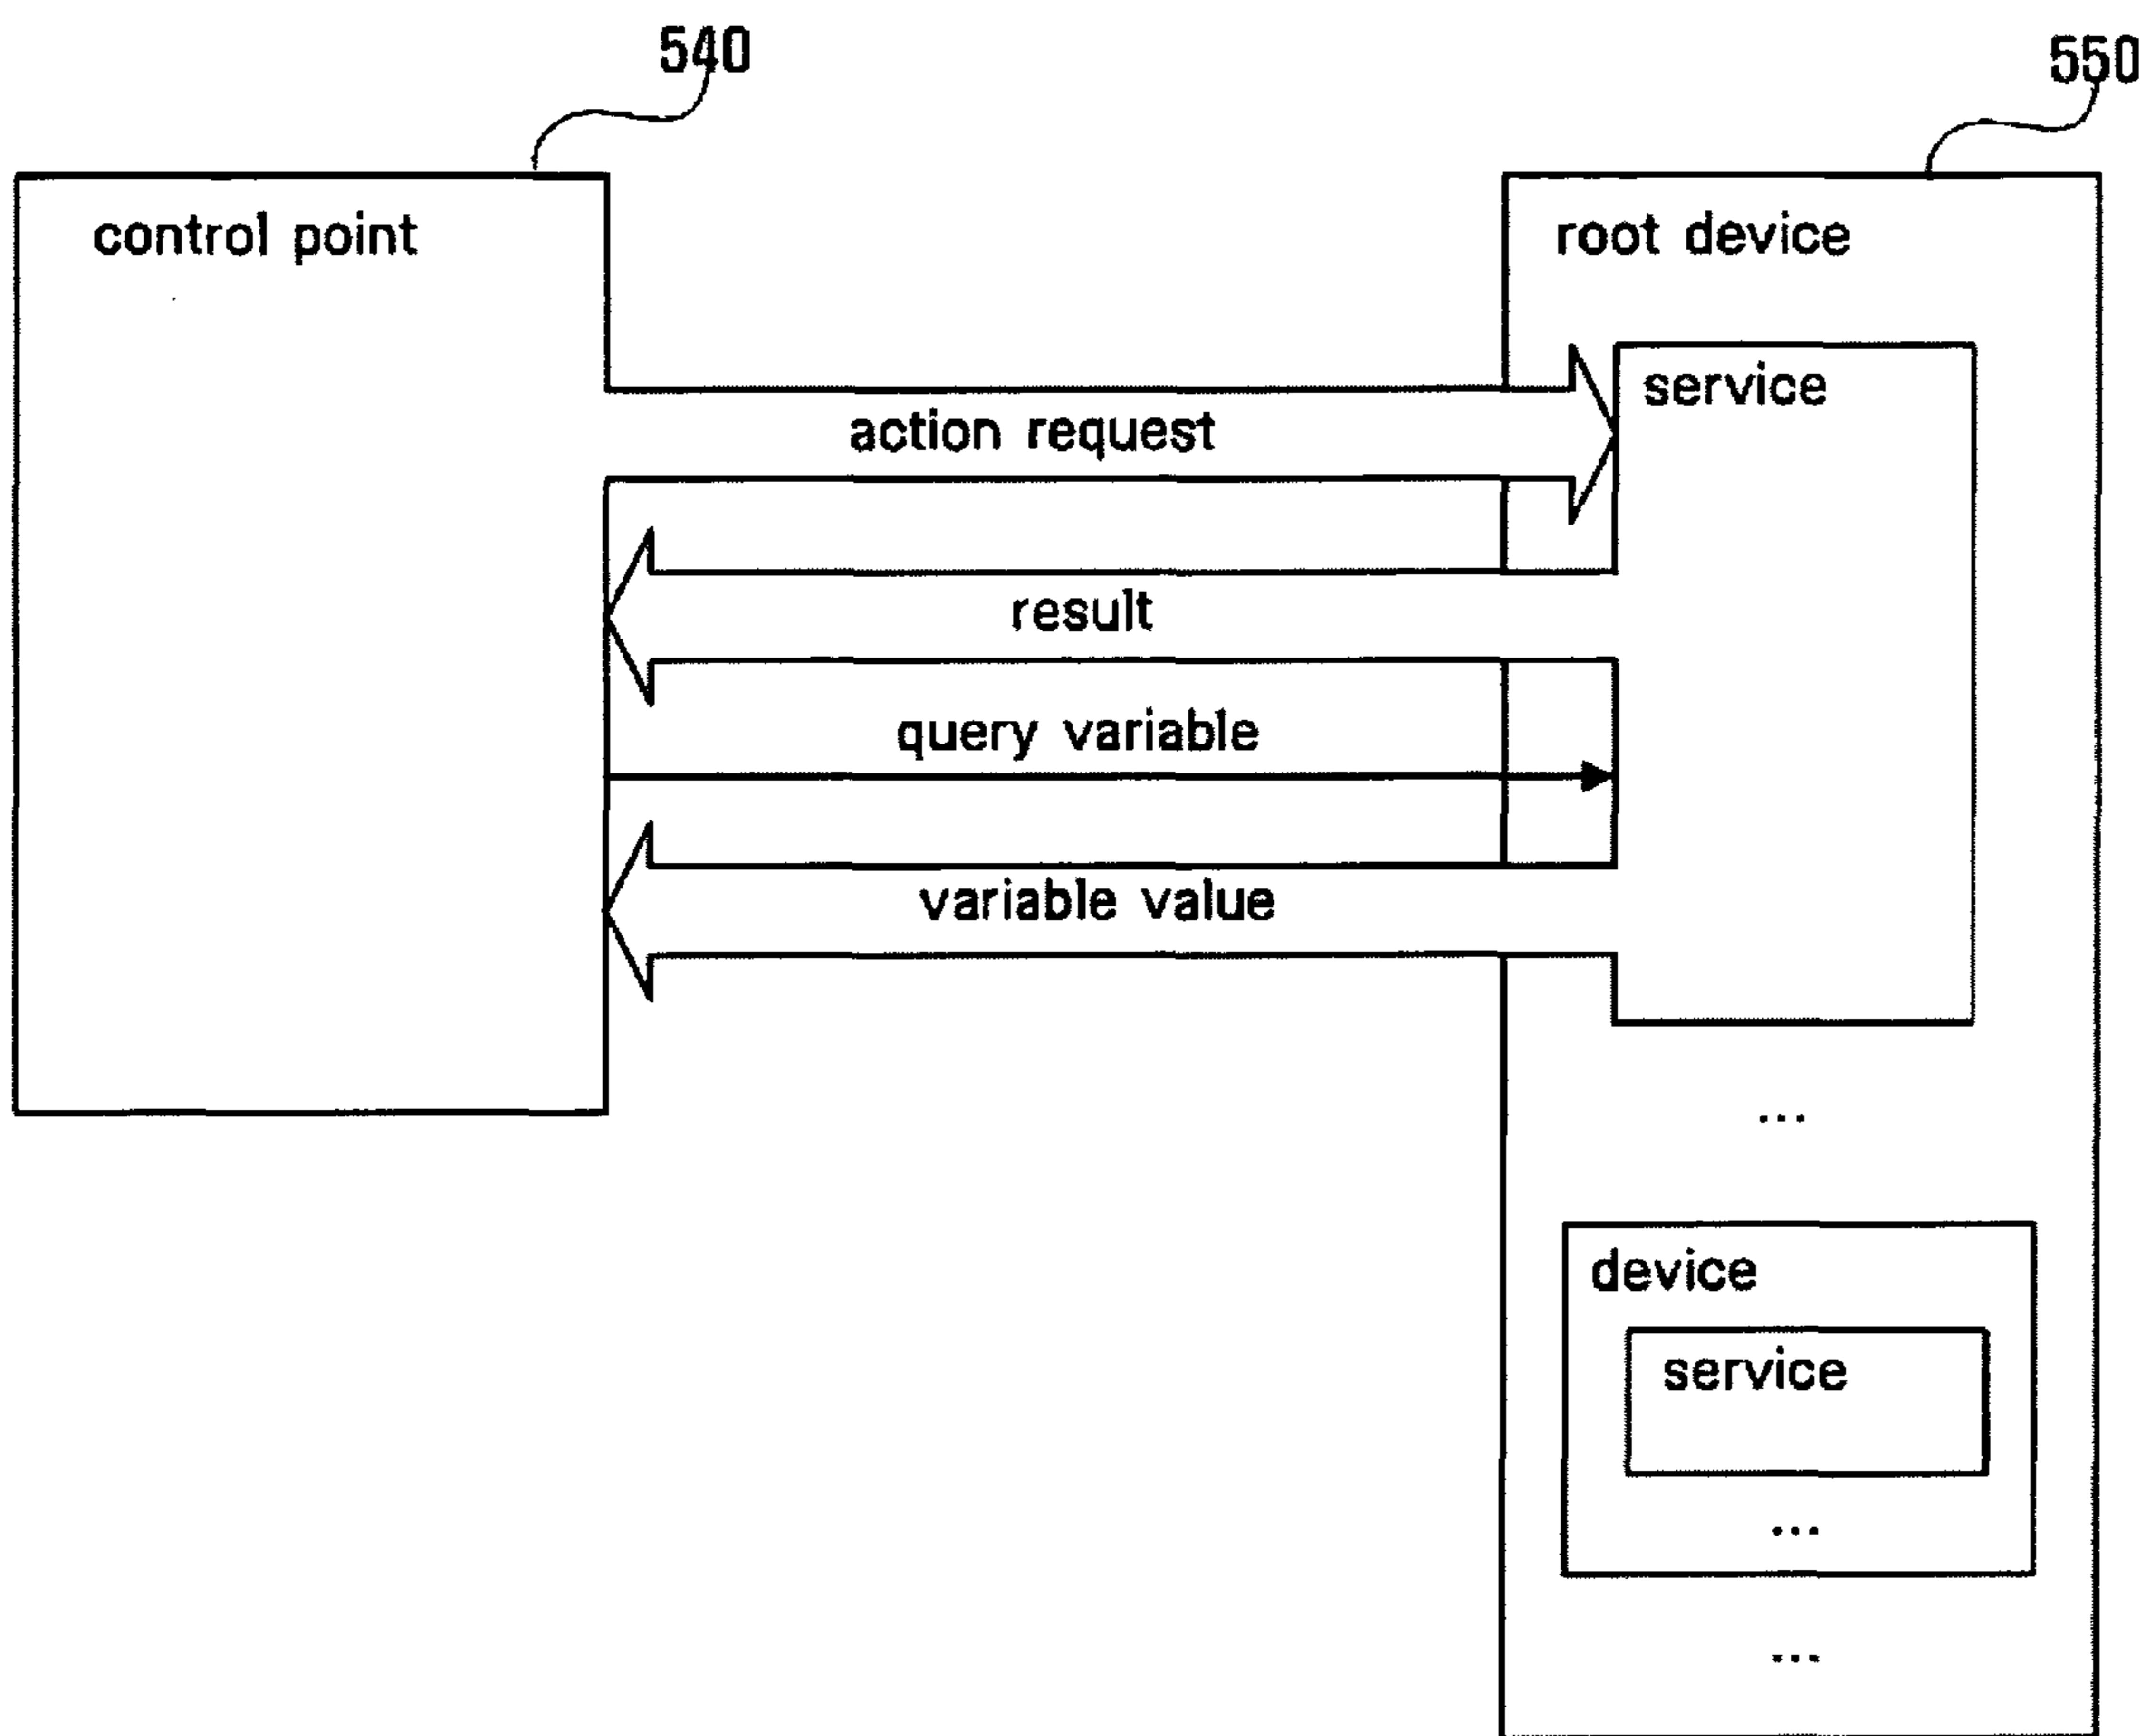 540
550
control point
root device
service
action request
result
query variable
variable value
...
device
service
...
...